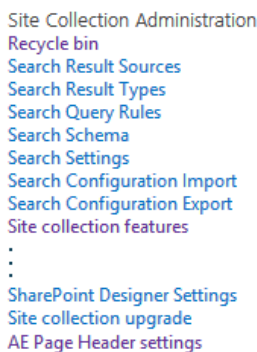 Site Collection Administration
Recycle bin
Search Result Sources
Search Result Types
Search Query Rules
Search Schema
Search Settings
Search Configuration Import
Search Configuration Export
Site collection features
:
:
SharePoint Designer Settings
Site collection upgrade
AE Page Header settings